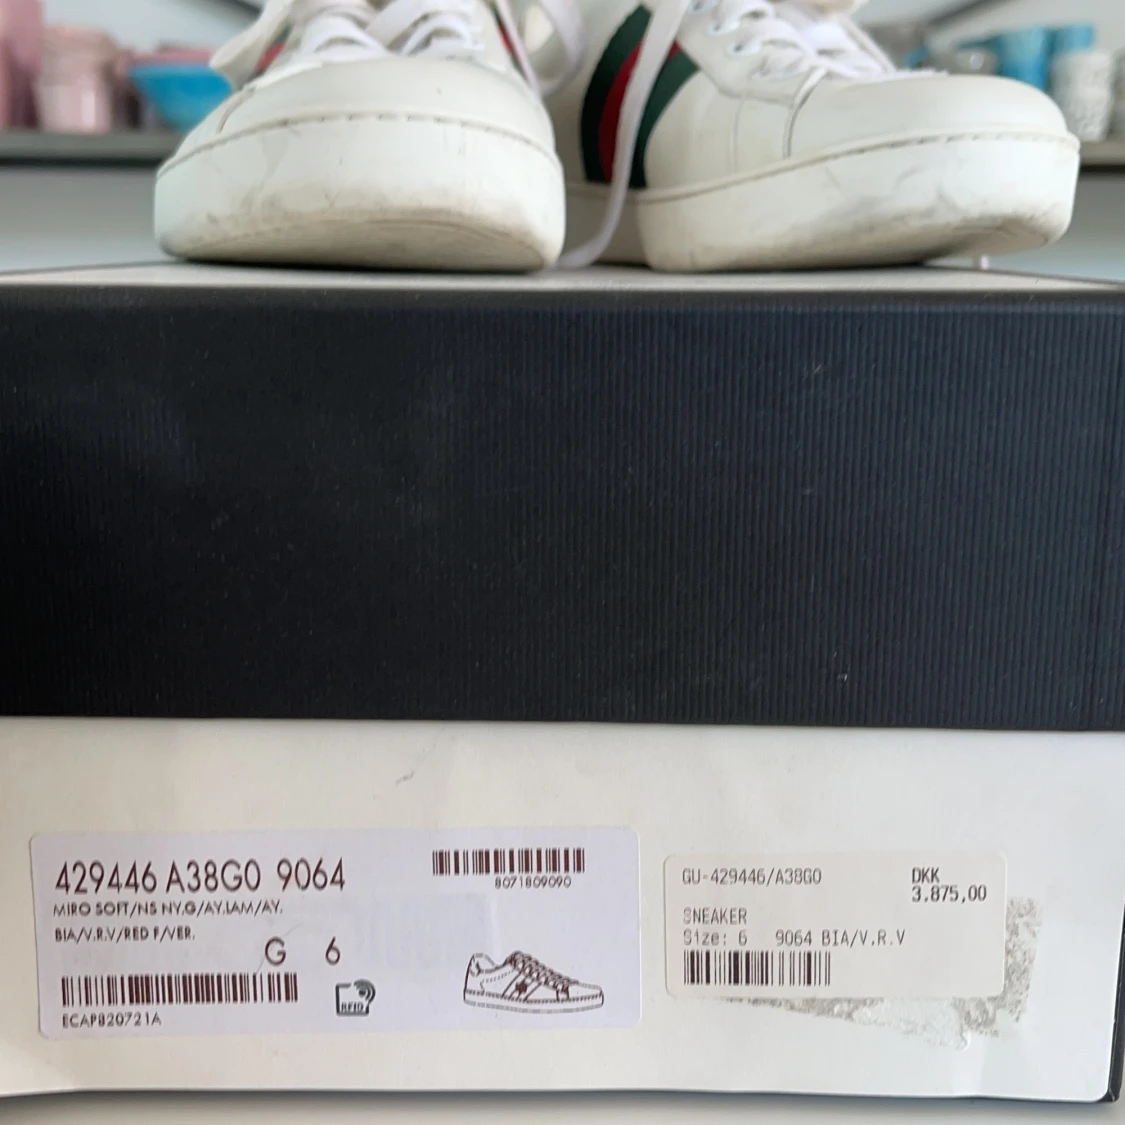 429446 A38G0 9064
MIRO SOFT/NS NY.G/AY.IAM/AY.
BIA/V.R.V/RED F/VER.
G 6
RFID
ECAP820721A
8071809090
GU-429446/A38G0
DKK
3.875,00
SNEAKER
Size: 6 9064 BIA/V.R.V